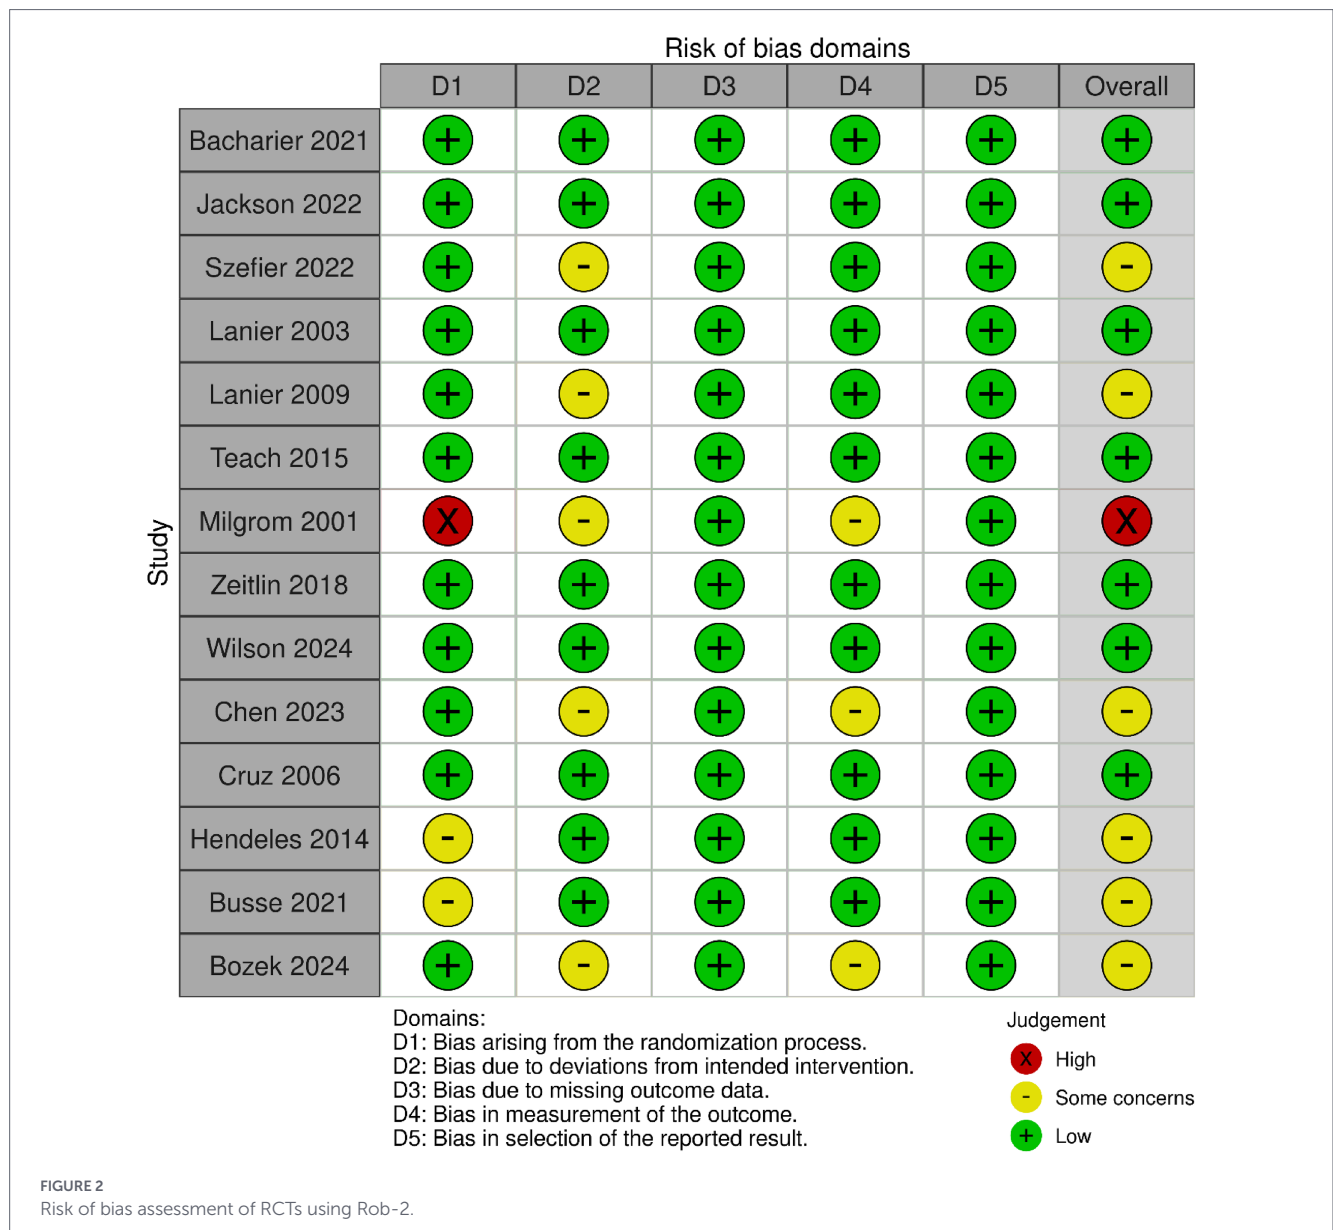 Risk of bias domains
D1 D2 D3 D4 D5 Overall
Study
Bacharier 2021 + + + + + +
Jackson 2022 + + + + + +
Szefier 2022 + - + + + -
Lanier 2003 + + + + + +
Lanier 2009 + - + + + -
Teach 2015 + + + + + +
Milgrom 2001 X - + - + X
Zeitlin 2018 + + + + + +
Wilson 2024 + + + + + +
Chen 2023 + - + - + -
Cruz 2006 + + + + + +
Hendeles 2014 - + + + + -
Busse 2021 - + + + + -
Bozek 2024 + - + - + -
Domains:
D1: Bias arising from the randomization process.
D2: Bias due to deviations from intended intervention.
D3: Bias due to missing outcome data.
D4: Bias in measurement of the outcome.
D5: Bias in selection of the reported result.
Judgement
X High
- Some concerns
+ Low
FIGURE 2
Risk of bias assessment of RCTs using Rob-2.